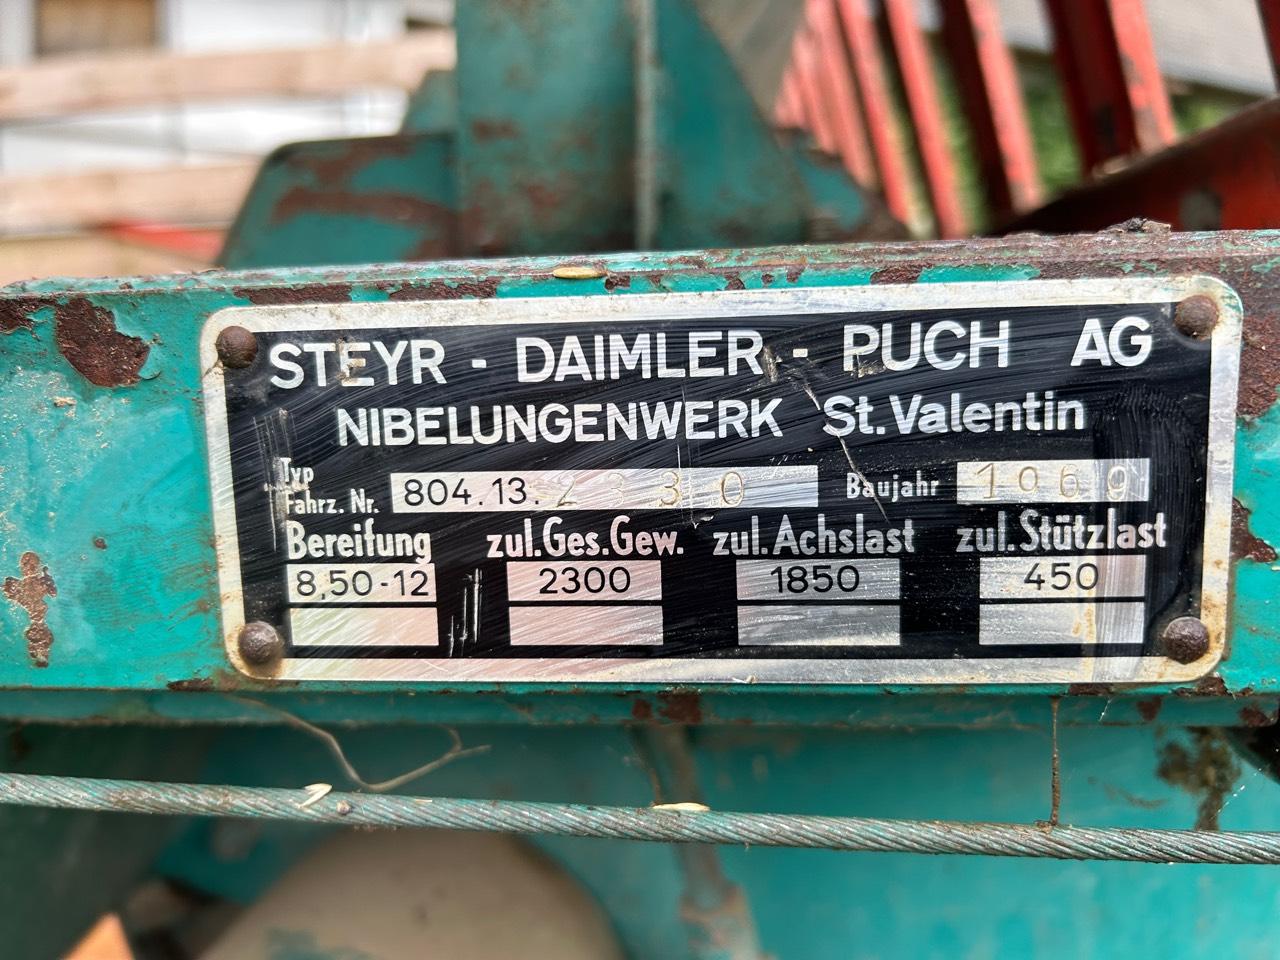 STEYR - DAIMLER - PUCH AG
NIBELUNGENWERK St. Valentin
Typ
Fahrz. Nr. 804.13. 2330 Baujahr 1969
Bereifung zul.Ges.Gew. zul.Achslast zul.Stützlast
8,50-12 2300 1850 450